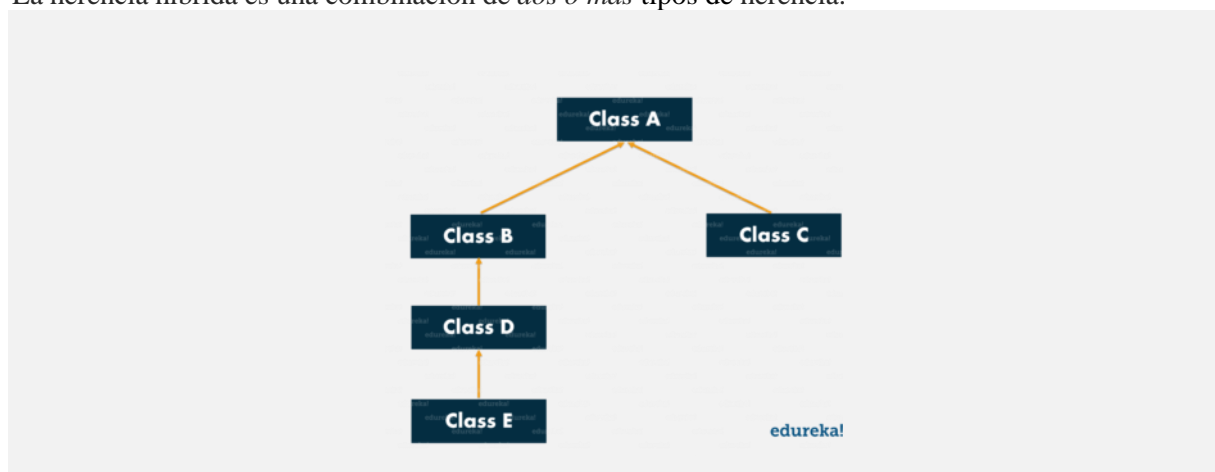 La herencia híbrida es una combinación de dos o más tipos de herencia.
Class A
Class B
Class C
Class D
Class E
edureka!